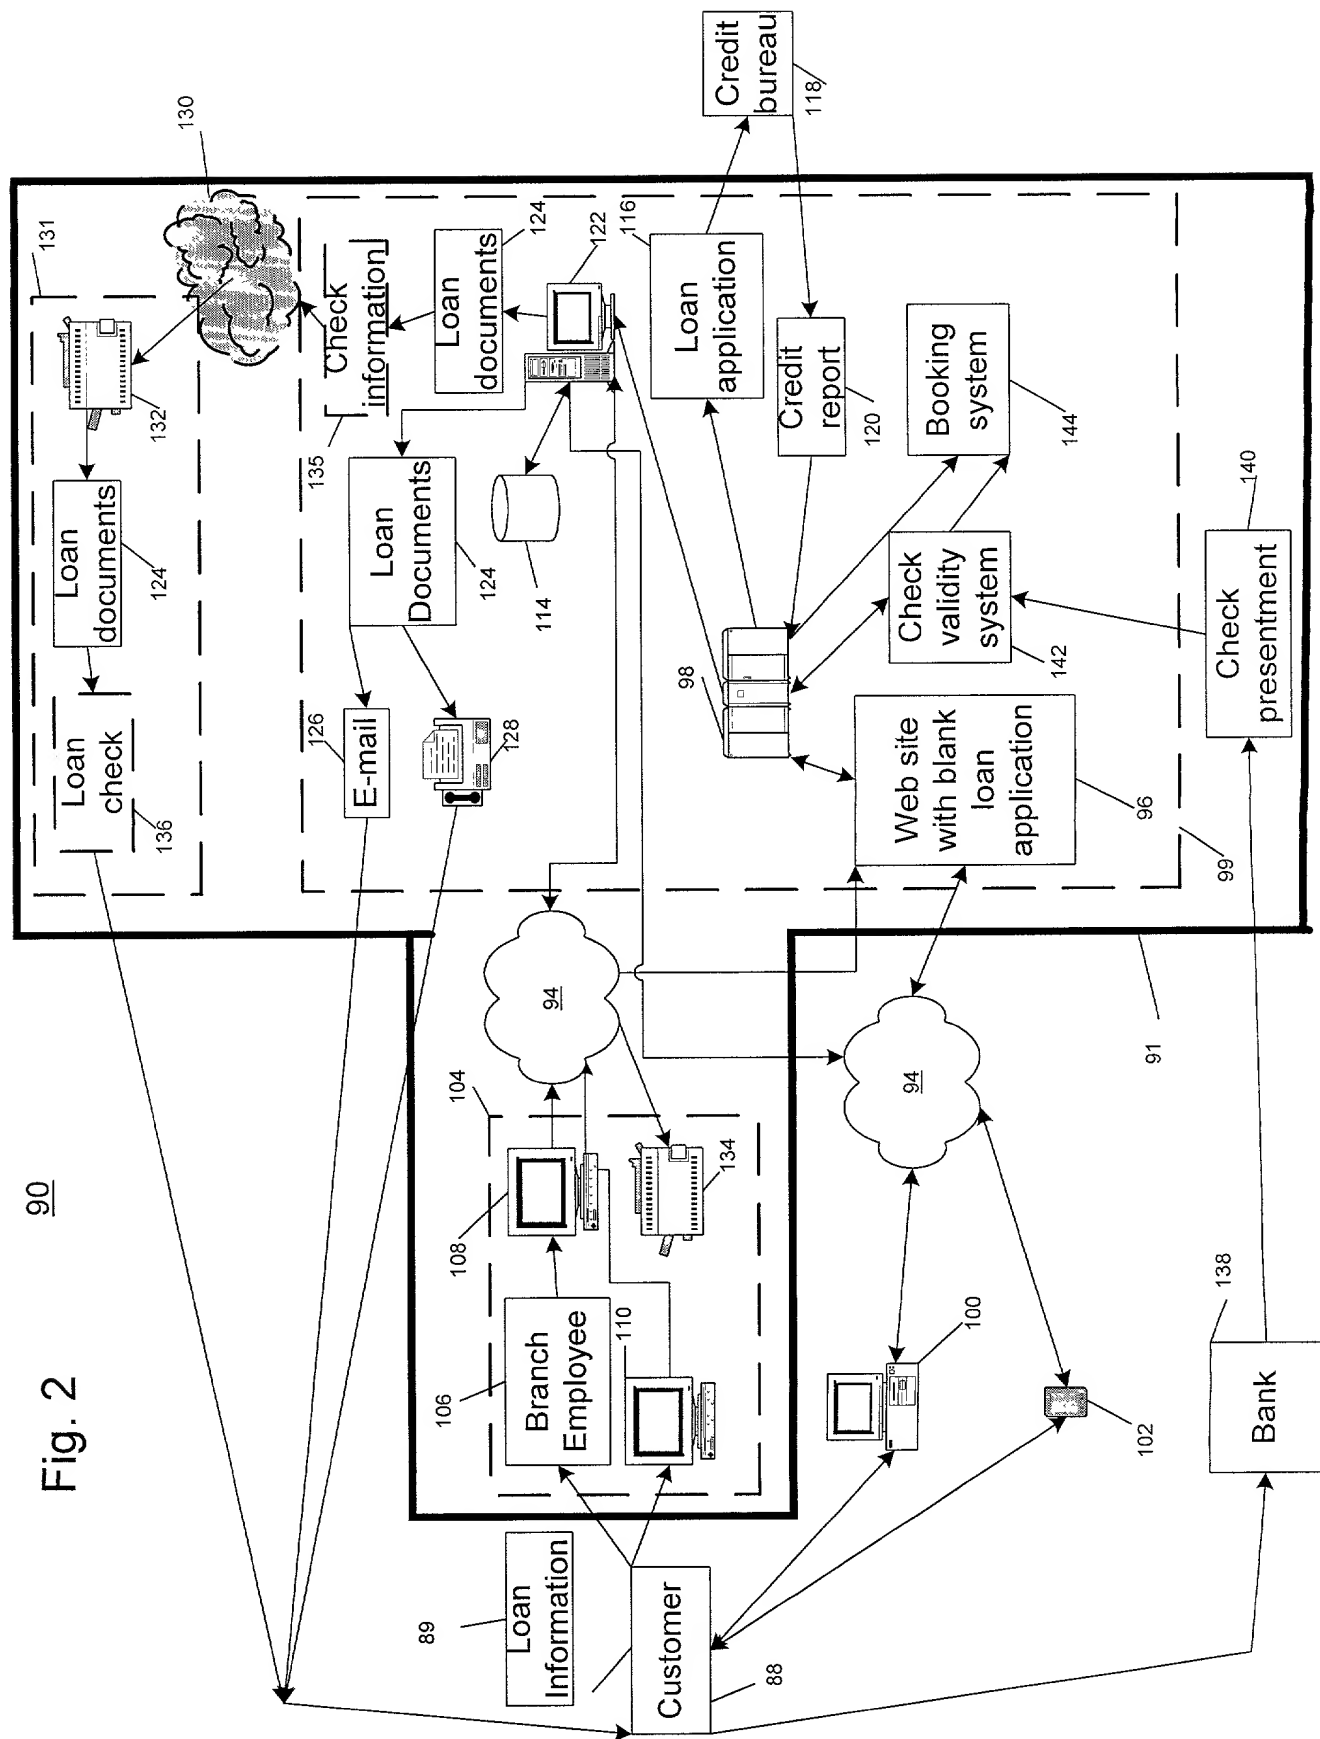 Fig. 2
90
130
131
132
Loan
documents
124
Loan
check
136
Check
information
135
Loan
documents
124
122
Loan
Documents
124
114
126
E-mail
128
116
Loan
application
Credit
bureau
118
Credit
report
120
Booking
system
144
98
Check
validity
system
142
Web site
with blank
loan
application
96
99
140
Check
presentment
94
94
91
104
108
134
106
Branch
Employee
110
100
102
138
Bank
89
Loan
Information
Customer
88